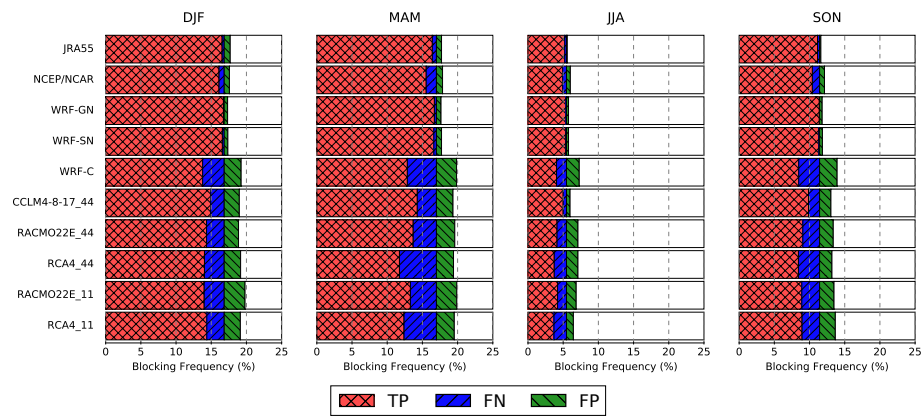 DJF MAM JJA SON
JRA55
NCEP/NCAR
WRF-GN
WRF-SN
WRF-C
CCLM4-8-17_44
RACMO22E_44
RCA4_44
RACMO22E_11
RCA4_11
0 5 10 15 20 25 0 5 10 15 20 25 0 5 10 15 20 25 0 5 10 15 20 25
Blocking Frequency (%) Blocking Frequency (%) Blocking Frequency (%) Blocking Frequency (%)
TP FN FP